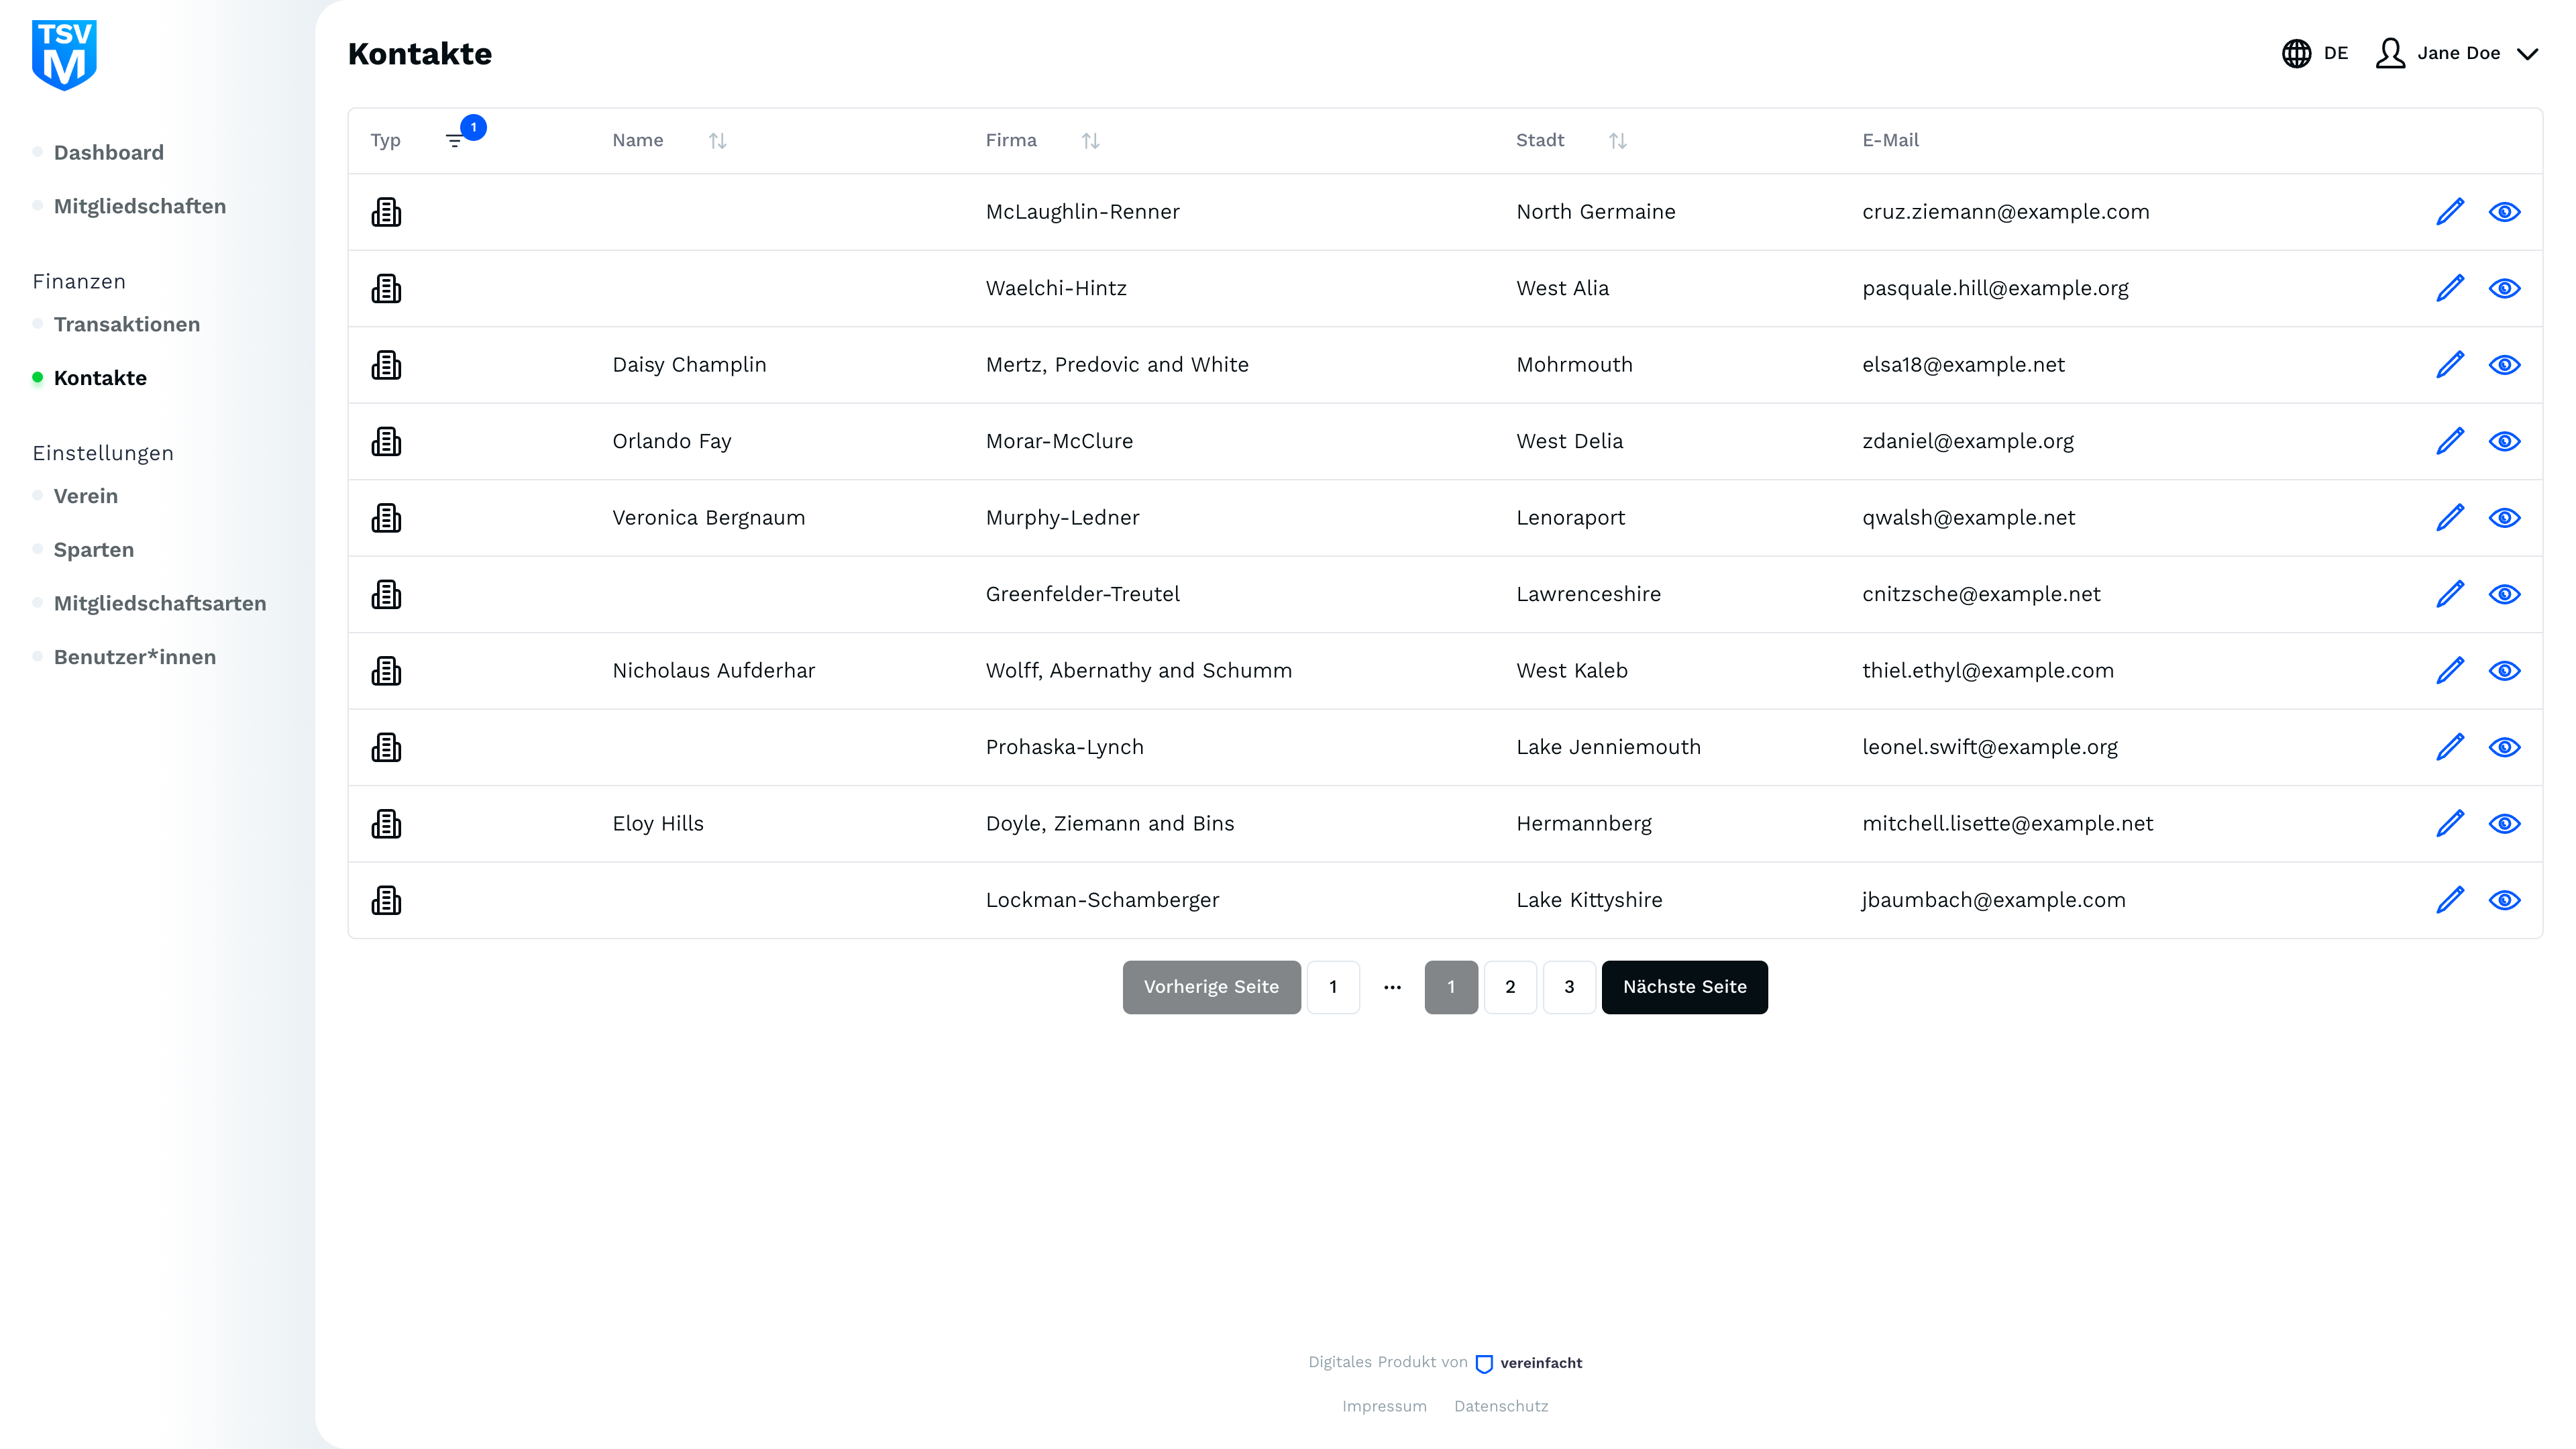 TSV
M
Dashboard
Mitgliedschaften
Finanzen
Transaktionen
Kontakte
Einstellungen
Verein
Sparten
Mitgliedschaftsarten
Benutzer*innen
Kontakte
DE Jane Doe
Typ 1 Name Firma Stadt E-Mail
McLaughlin-Renner North Germaine cruz.ziemann@example.com
Waelchi-Hintz West Alia pasquale.hill@example.org
Daisy Champlin Mertz, Predovic and White Mohrmouth elsa18@example.net
Orlando Fay Morar-McClure West Delia zdaniel@example.org
Veronica Bergnaum Murphy-Ledner Lenoraport qwalsh@example.net
Greenfelder-Treutel Lawrenceshire cnitzsche@example.net
Nicholaus Aufderhar Wolff, Abernathy and Schumm West Kaleb thiel.ethyl@example.com
Prohaska-Lynch Lake Jenniemouth leonel.swift@example.org
Eloy Hills Doyle, Ziemann and Bins Hermannberg mitchell.lisette@example.net
Lockman-Schamberger Lake Kittyshire jbaumbach@example.com
Vorherige Seite 1 ··· 1 2 3 Nächste Seite
Digitales Produkt von vereinfacht
Impressum Datenschutz